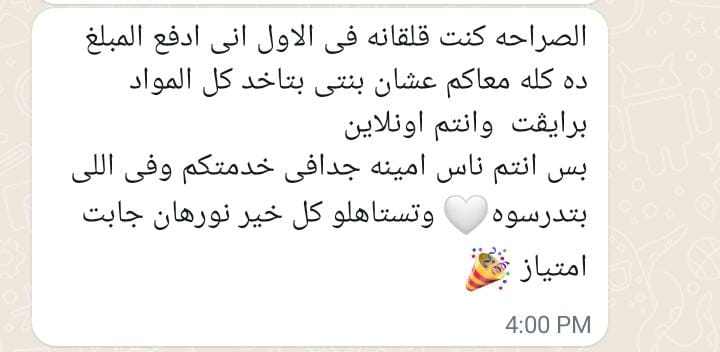 الصراحه كنت قلقانه فى الاول انى ادفع المبلغ
ده كله معاكم عشان بنتى بتاخد كل المواد
برايڤت وانتم اونلاين
بس انتم ناس امينه جدافى خدمتكم وفى اللى
بتدرسوه🤍 وتستاهلو كل خير نورهان جابت
امتياز 🎉
4:00 PM